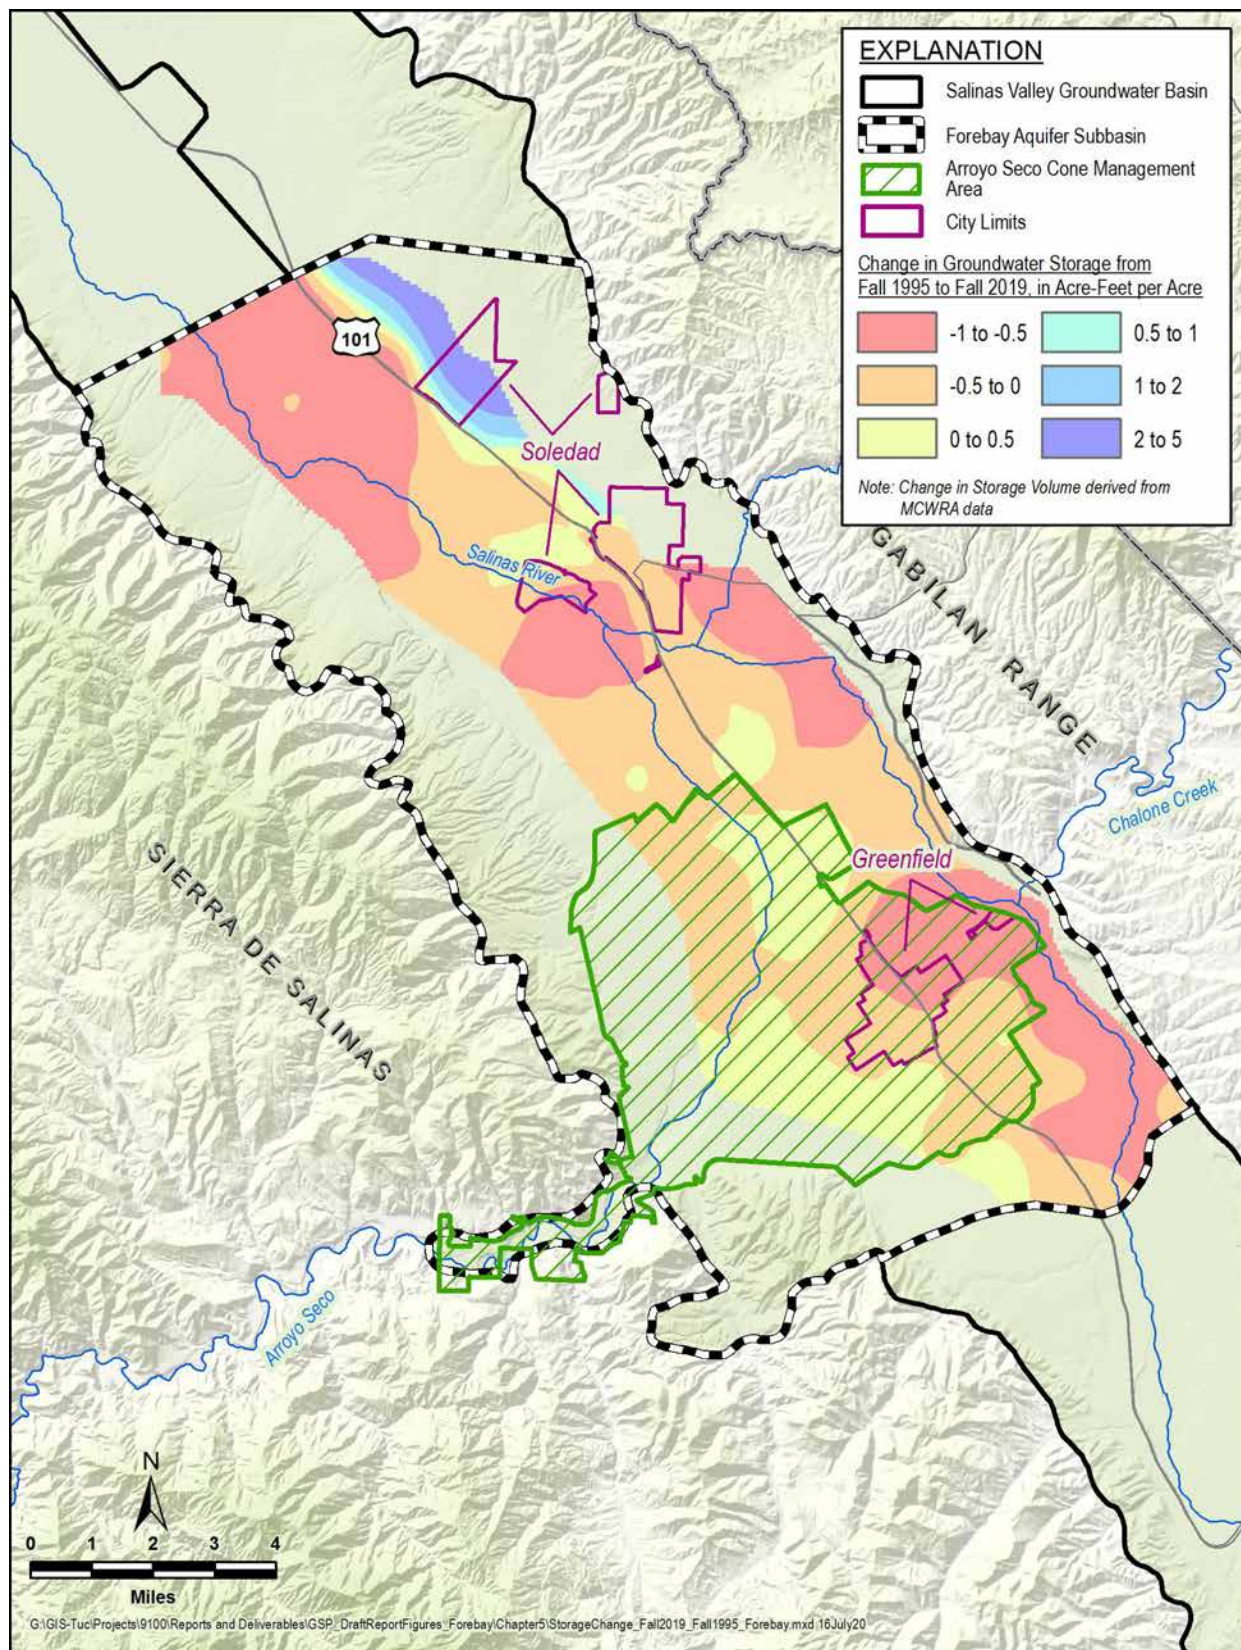 EXPLANATION
Salinas Valley Groundwater Basin
Forebay Aquifer Subbasin
Arroyo Seco Cone Management
Area
City Limits
Change in Groundwater Storage from
Fall 1995 to Fall 2019, in Acre-Feet per Acre
-1 to -0.5
0.5 to 1
-0.5 to 0
1 to 2
0 to 0.5
2 to 5
Note: Change in Storage Volume derived from
MCWRA data
101
Soledad
Salinas River
GABILAN RANGE
Chalone Creek
Greenfield
SIERRA DE SALINAS
Arroyo Seco
N
0 1 2 3 4
Miles
G:\GIS-Tuc\Projects\9100\Reports and Deliverables\GSP_DraftReportFigures_Forebay\Chapter5\StorageChange_Fall2019_Fall1995_Forebay.mxd 16July20